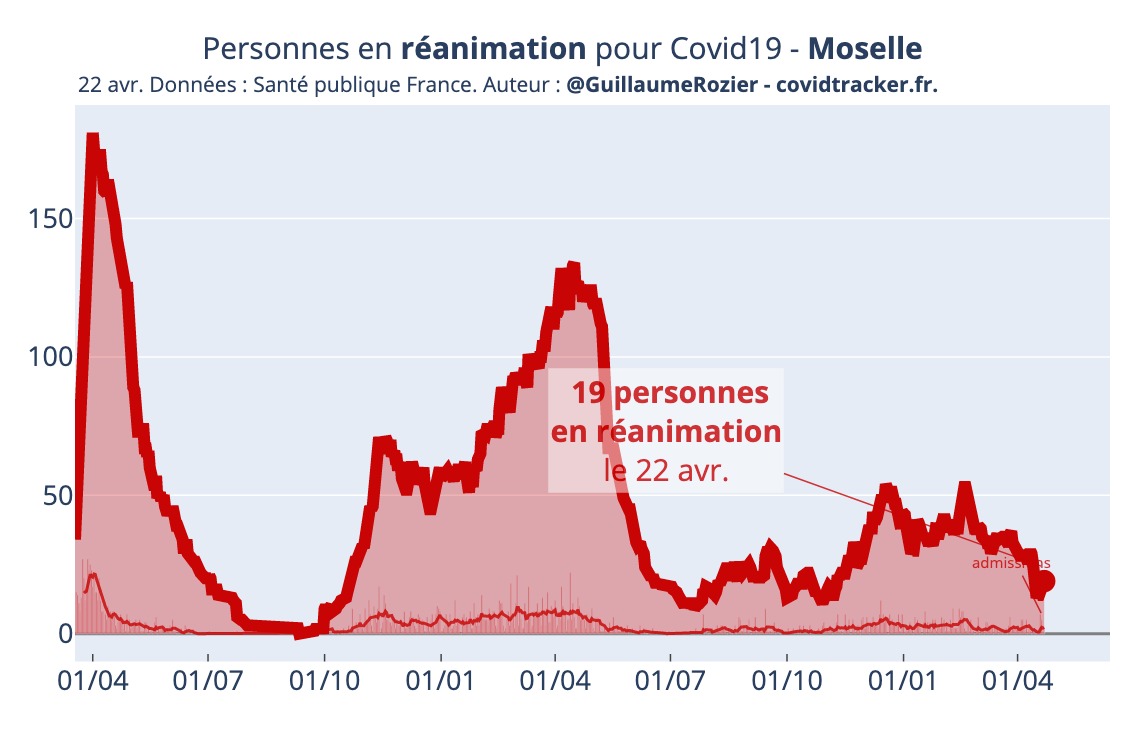 Personnes en réanimation pour Covid19 - Moselle
22 avr. Données : Santé publique France. Auteur : @GuillaumeRozier - covidtracker.fr.
150
100
50
0
19 personnes
en réanimation
le 22 avr.
admissions
01/04 01/07 01/10 01/01 01/04 01/07 01/10 01/01 01/04